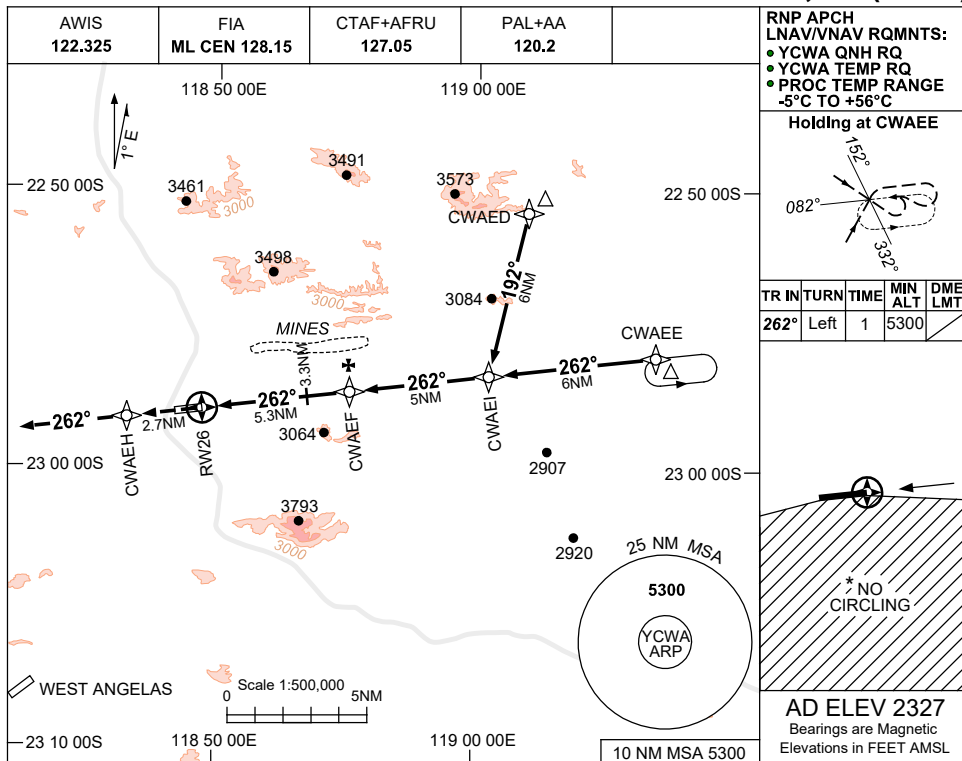 AWIS
122.325
FIA
ML CEN 128.15
CTAF+AFRU
127.05
PAL+AA
120.2
RNP APCH
LNAV/VNAV RQMNTS:
YCWA QNH RQ
YCWA TEMP RQ
PROC TEMP RANGE
-5°C TO +56°C
118 50 00E
119 00 00E
1° E
22 50 00S
22 50 00S
3461
3000
3491
3573
CWAED
3498
3000
3084
192°
6NM
MINES
3.3NM
CWAEE
262°
2.7NM
262°
5.3NM
262°
5NM
262°
6NM
CWAEH
RW26
CWAEF
CWAEI
3064
2907
23 00 00S
23 00 00S
3793
3000
2920
25 NM MSA
5300
YCWA
ARP
WEST ANGELAS
Scale 1:500,000
0
5NM
23 10 00S
118 50 00E
119 00 00E
10 NM MSA 5300
Holding at CWAEE
152°
082°
332°
TR IN
TURN
TIME
MIN
ALT
DME
LMT
262°
Left
1
5300
* NO
CIRCLING
AD ELEV 2327
Bearings are Magnetic
Elevations in FEET AMSL